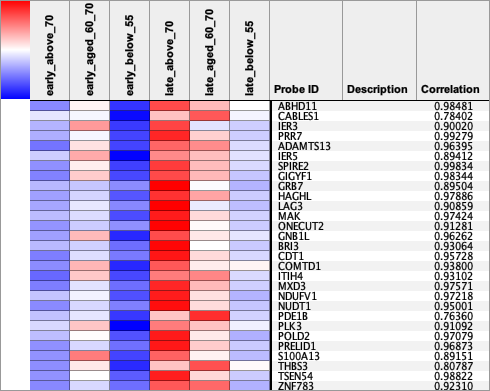 early_above_70
early_aged_60_70
early_below_55
late_above_70
late_aged_60_70
late_below_55
Probe ID Description Correlation
ABHD11 0.98481
CABLES1 0.78402
IER3 0.90020
PRR7 0.99279
ADAMTS13 0.96395
IER5 0.89412
SPIRE2 0.99834
GIGYF1 0.98344
GRB7 0.89504
HAGHL 0.97886
LAG3 0.90859
MAK 0.97424
ONECUT2 0.91281
GNB1L 0.96262
BRI3 0.93064
CDT1 0.95728
COMTD1 0.93800
ITIH4 0.93102
MXD3 0.97571
NDUFV1 0.97218
NUDT1 0.95001
PDE1B 0.76360
PLK3 0.91092
POLD2 0.97079
PRELID1 0.96873
S100A13 0.89151
THBS3 0.80787
TSEN54 0.98822
ZNF783 0.92310